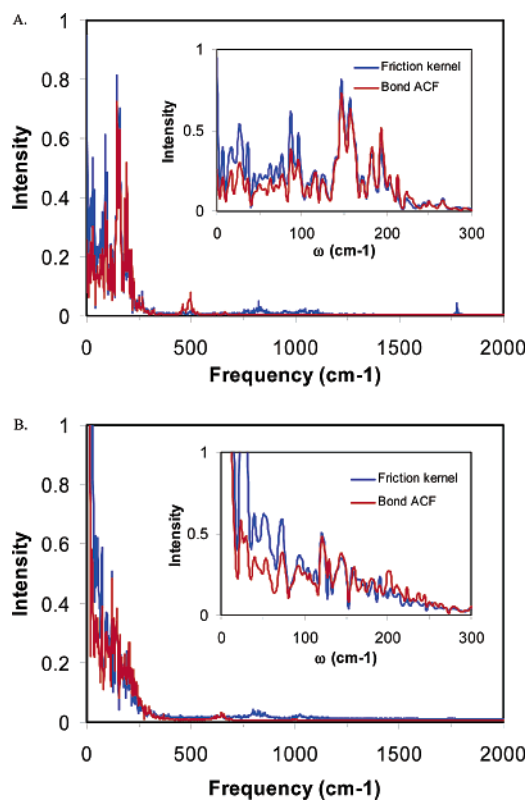 A.
1
0.8
0.6
0.4
0.2
0
Intensity
0
500
1000
1500
2000
Frequency (cm-1)
1
0.5
0
Intensity
Friction kernel
Bond ACF
0
100
200
300
ω (cm-1)
B.
1
0.8
0.6
0.4
0.2
0
Intensity
0
500
1000
1500
2000
Frequency (cm-1)
1
0.5
0
Intensity
Friction kernel
Bond ACF
0
100
200
300
ω (cm-1)